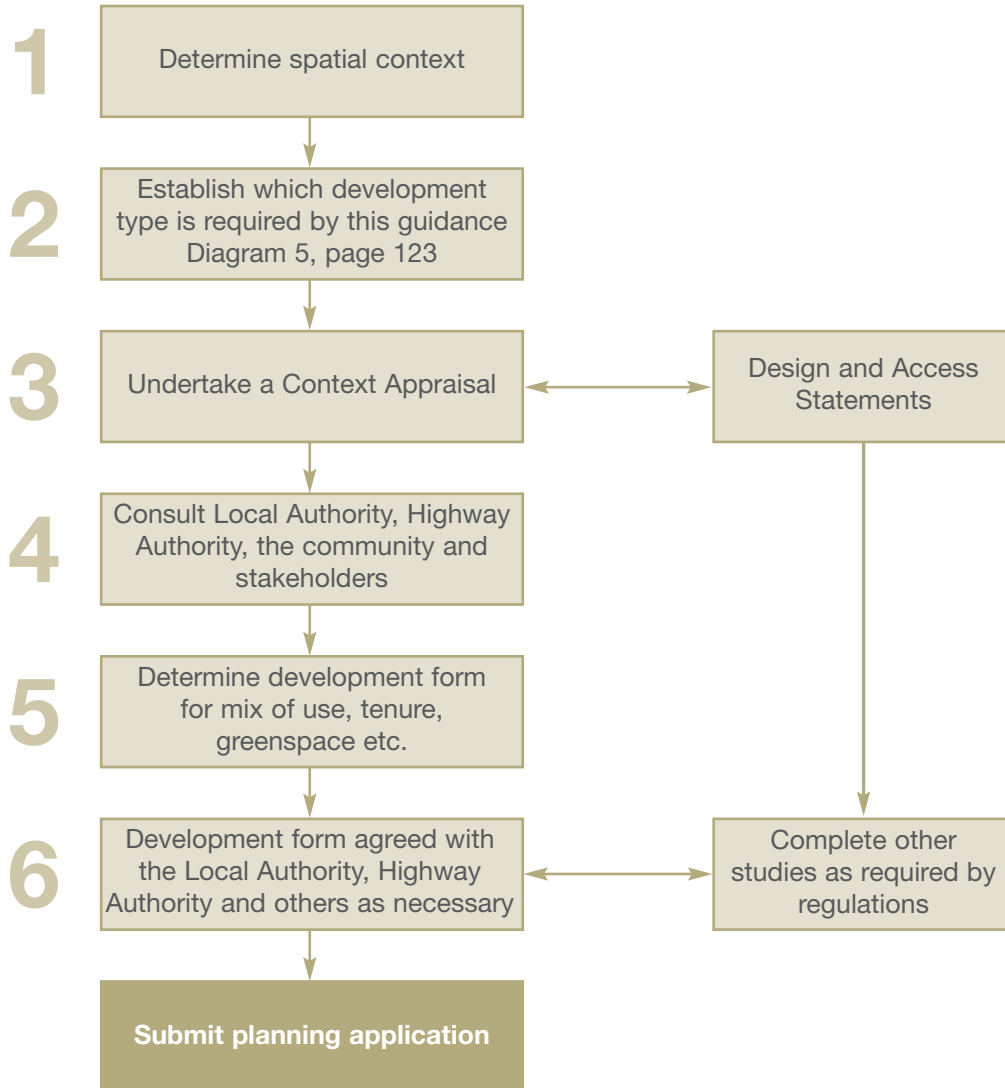 1
Determine spatial context
2
Establish which development
type is required by this guidance
Diagram 5, page 123
3
Undertake a Context Appraisal
Design and Access
Statements
4
Consult Local Authority, Highway
Authority, the community and
stakeholders
5
Determine development form
for mix of use, tenure,
greenspace etc.
6
Development form agreed with
the Local Authority, Highway
Authority and others as necessary
Complete other
studies as required by
regulations
Submit planning application